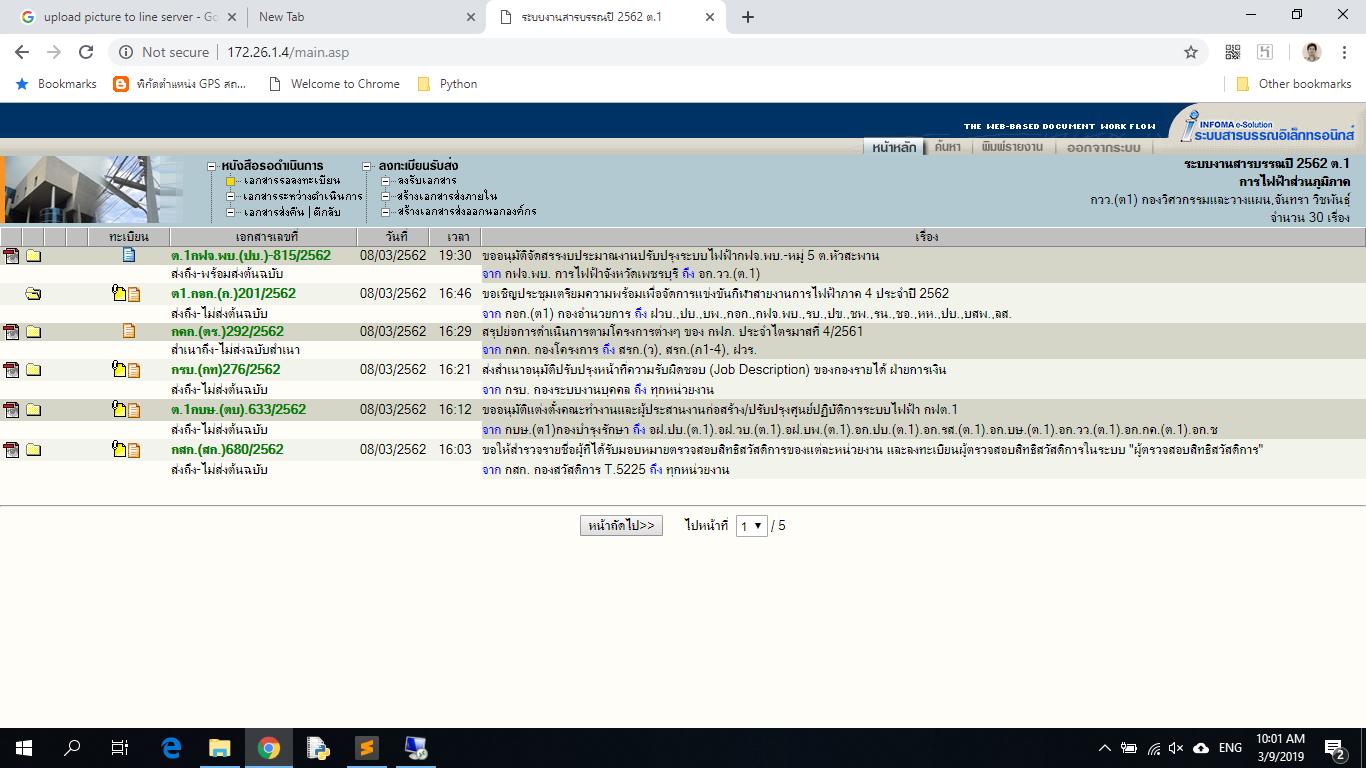 upload picture to line server - Go
New Tab
ระบบงานสารบรรณปี 2562 ต.1
Not secure | 172.26.1.4/main.asp
Bookmarks
พิกัดตำแหน่ง GPS สถ...
Welcome to Chrome
Python
Other bookmarks
THE WEB-BASED DOCUMENT WORK FLOW
INFOMA e-Solution
ระบบสารบรรณอิเล็กทรอนิกส์
หน้าหลัก | ค้นหา | พิมพ์รายงาน | ออกจากระบบ
หนังสือรอดำเนินการ
เอกสารรอลงทะเบียน
เอกสารระหว่างดำเนินการ
เอกสารส่งคืน | ตีกลับ
ลงทะเบียนรับส่ง
ลงรับเอกสาร
สร้างเอกสารส่งภายใน
สร้างเอกสารส่งออกนอกองค์กร
ระบบงานสารบรรณปี 2562 ต.1
การไฟฟ้าส่วนภูมิภาค
กวว.(ต1) กองวิศวกรรมและวางแผน,จันทรา วิชพันธุ์
จำนวน 30 เรื่อง
ทะเบียน เอกสารเลขที่ วันที่ เวลา เรื่อง
ต.1กฟจ.พบ.(ปบ.)-815/2562 08/03/2562 19:30 ขออนุมัติจัดสรรงบประมาณงานปรับปรุงระบบไฟฟ้ากฟจ.พบ.-หมู่ 5 ต.หัวสะพาน
ส่งถึง-พร้อมส่งต้นฉบับ จาก กฟจ.พบ. การไฟฟ้าจังหวัดเพชรบุรี ถึง อก.วว.(ต.1)
ต1.กอก.(ก.)201/2562 08/03/2562 16:46 ขอเชิญประชุมเตรียมความพร้อมเพื่อจัดการแข่งขันกีฬาสายงานการไฟฟ้าภาค 4 ประจำปี 2562
ส่งถึง-ไม่ส่งต้นฉบับ จาก กอก.(ต1) กองอำนวยการ ถึง ฝวบ.,ปบ.,บพ.,กอก.,กฟจ.พบ.,รบ.,ปข.,ชพ.,รน.,ชอ.,หห.,ปบ.,บสพ.,จส.
กคก.(ตร.)292/2562 08/03/2562 16:29 สรุปย่อการดำเนินการตามโครงการต่างๆ ของ กฟภ. ประจำไตรมาสที่ 4/2561
สำเนาถึง-ไม่ส่งฉบับสำเนา จาก กคก. กองโครงการ ถึง สรก.(ว), สรก.(ภ1-4), ฝวร.
กรบ.(กท)276/2562 08/03/2562 16:21 ส่งสำเนาอนุมัติปรับปรุงหน้าที่ความรับผิดชอบ (Job Description) ของกองรายได้ ฝ่ายการเงิน
ส่งถึง-ไม่ส่งต้นฉบับ จาก กรบ. กองระบบงานบุคคล ถึง ทุกหน่วยงาน
ต.1กบษ.(ตบ).633/2562 08/03/2562 16:12 ขออนุมัติแต่งตั้งคณะทำงานและผู้ประสานงานก่อสร้าง/ปรับปรุงศูนย์ปฏิบัติการระบบไฟฟ้า กฟต.1
ส่งถึง-ไม่ส่งต้นฉบับ จาก กบษ.(ต1)กองบำรุงรักษา ถึง อฝ.ปบ.(ต.1).อฝ.วบ.(ต.1).อฝ.บพ.(ต.1).อก.ปบ.(ต.1).อก.รส.(ต.1).อก.บษ.(ต.1).อก.วว.(ต.1).อก.กค.(ต.1).อก.ซ
กสก.(สก.)680/2562 08/03/2562 16:03 ขอให้สำรวจรายชื่อผู้ที่ได้รับมอบหมายตรวจสอบสิทธิสวัสดิการของแต่ละหน่วยงาน และลงทะเบียนผู้ตรวจสอบสิทธิสวัสดิการในระบบ "ผู้ตรวจสอบสิทธิสวัสดิการ"
ส่งถึง-ไม่ส่งต้นฉบับ จาก กสก. กองสวัสดิการ T.5225 ถึง ทุกหน่วยงาน
หน้าถัดไป>> ไปหน้าที่ 1 / 5
ENG
10:01 AM
3/9/2019
2